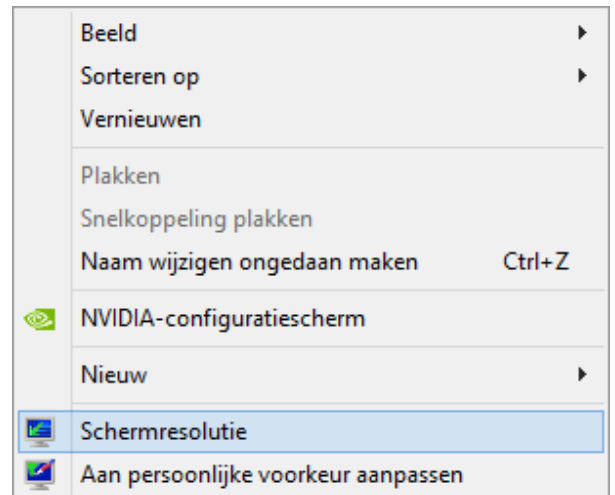 Beeld
Sorteren op
Vernieuwen
Plakken
Snelkoppeling plakken
Naam wijzigen ongedaan maken Ctrl+Z
NVIDIA-configuratiescherm
Nieuw
Schermresolutie
Aan persoonlijke voorkeur aanpassen